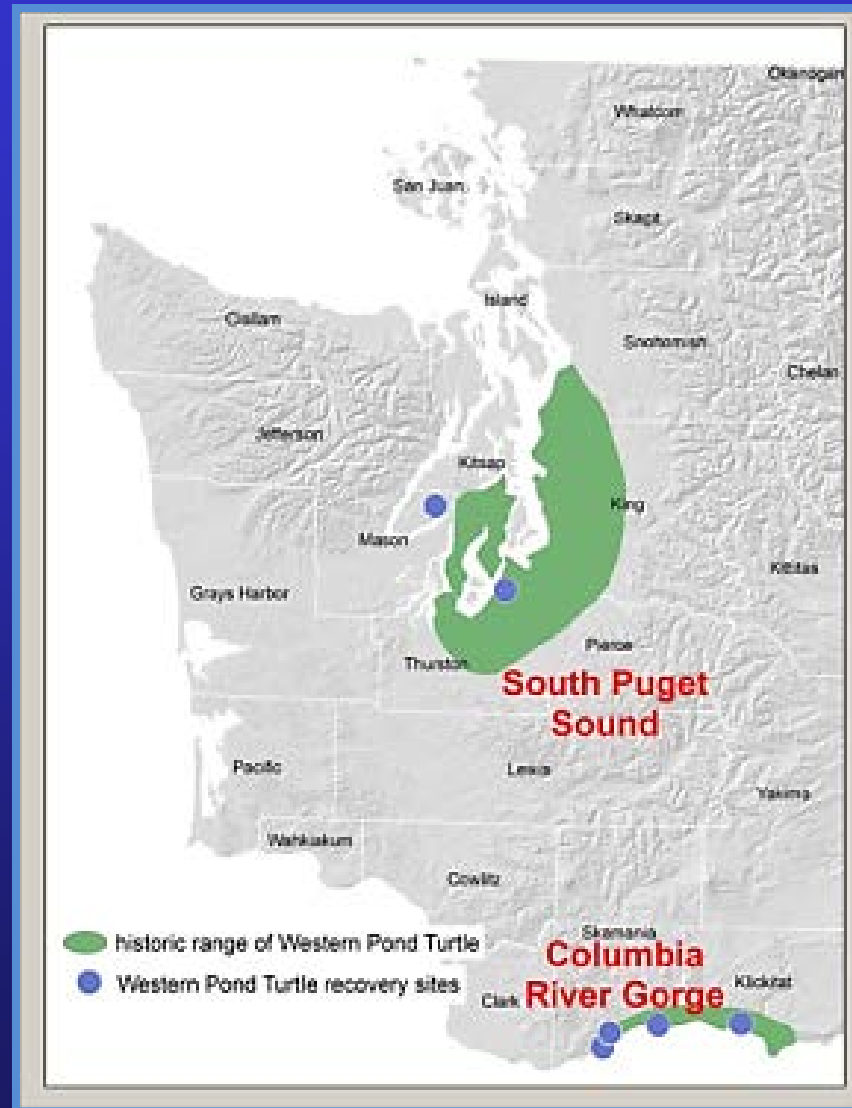 Okanogan
Whatcom
San Juan
Skagit
Island
Clallam
Snohomish
Chelan
Jefferson
Kitsap
King
Mason
Kittitas
Grays Harbor
Pierce
Thurston
South Puget
Sound
Pacific
Lewis
Yakima
Wahkiakum
Cowlitz
historic range of Western Pond Turtle
Skamania
Columbia
Western Pond Turtle recovery sites
Clark
River Gorge
Klickitat